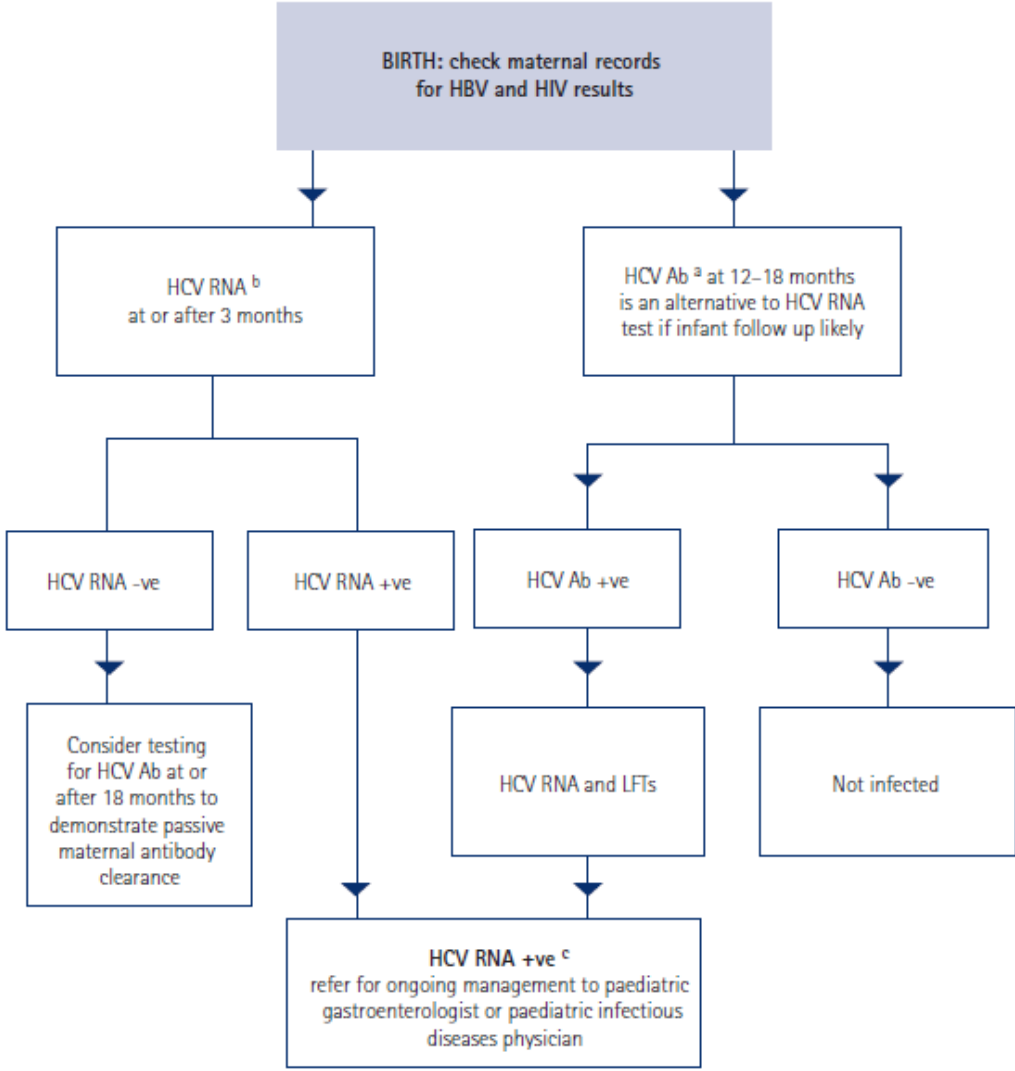 BIRTH: check maternal records
for HBV and HIV results
HCV RNA b
at or after 3 months
HCV Ab a at 12–18 months
is an alternative to HCV RNA
test if infant follow up likely
HCV RNA -ve
HCV RNA +ve
HCV Ab +ve
HCV Ab -ve
Consider testing
for HCV Ab at or
after 18 months to
demonstrate passive
maternal antibody
clearance
HCV RNA and LFTs
Not infected
HCV RNA +ve c
refer for ongoing management to paediatric
gastroenterologist or paediatric infectious
diseases physician